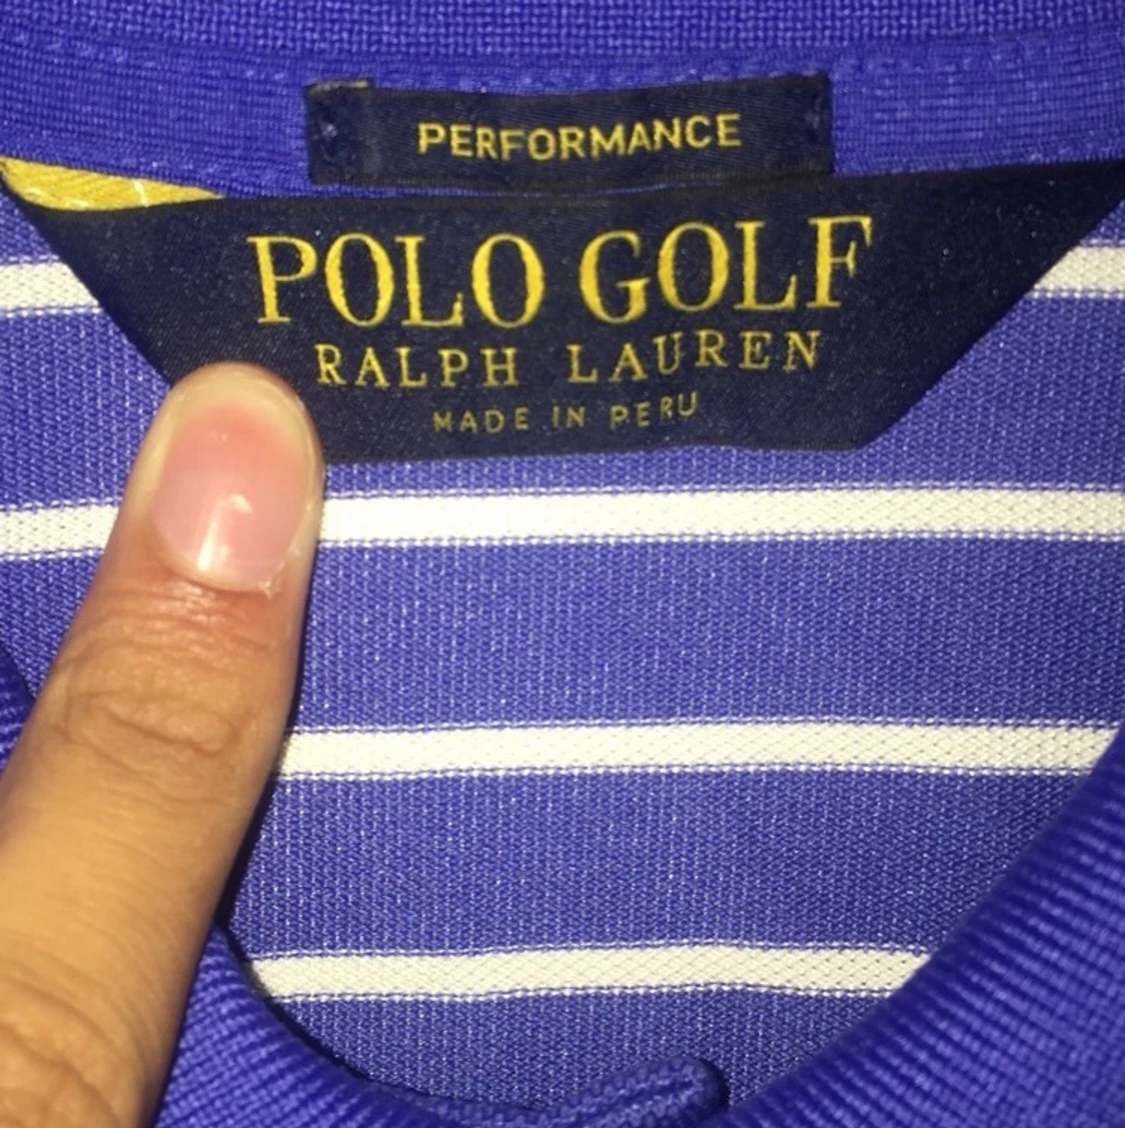 PERFORMANCE
POLO GOLF
RALPH LAUREN
MADE IN PERU